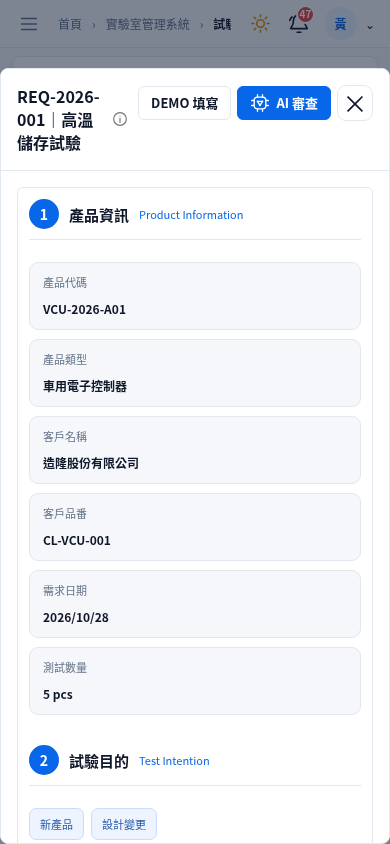 首頁 › 實驗室管理系統 › 試
47
黃
REQ-2026-
001｜高溫
儲存試驗
DEMO 填寫
AI 審查
1 產品資訊 Product Information
產品代碼
VCU-2026-A01
產品類型
車用電子控制器
客戶名稱
造隆股份有限公司
客戶品番
CL-VCU-001
需求日期
2026/10/28
測試數量
5 pcs
2 試驗目的 Test Intention
新產品 設計變更